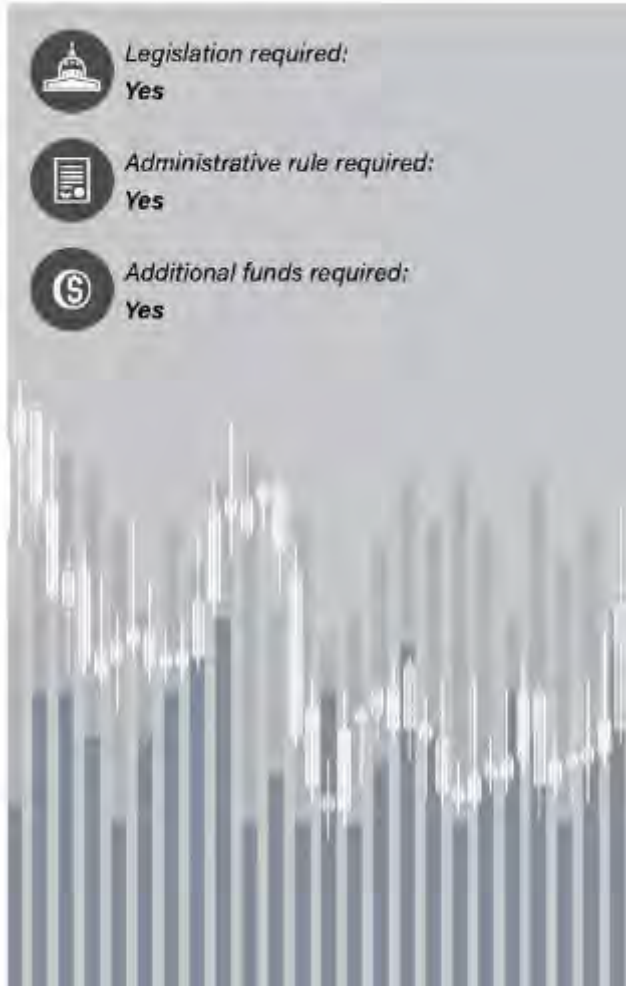 Legislation required:
Yes
Administrative rule required:
Yes
Additional funds required:
Yes